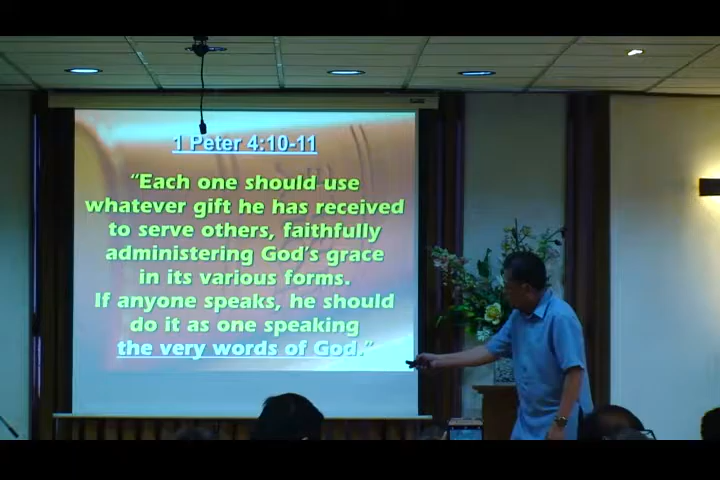 1 Peter 4:10-11
“Each one should use
whatever gift he has received
to serve others, faithfully
administering God's grace
in its various forms.
If anyone speaks, he should
do it as one speaking
the very words of God.”